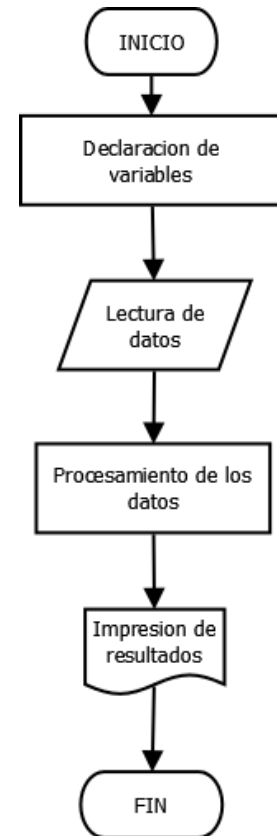 INICIO
Declaracion de
variables
Lectura de
datos
Procesamiento de los
datos
Impresion de
resultados
FIN